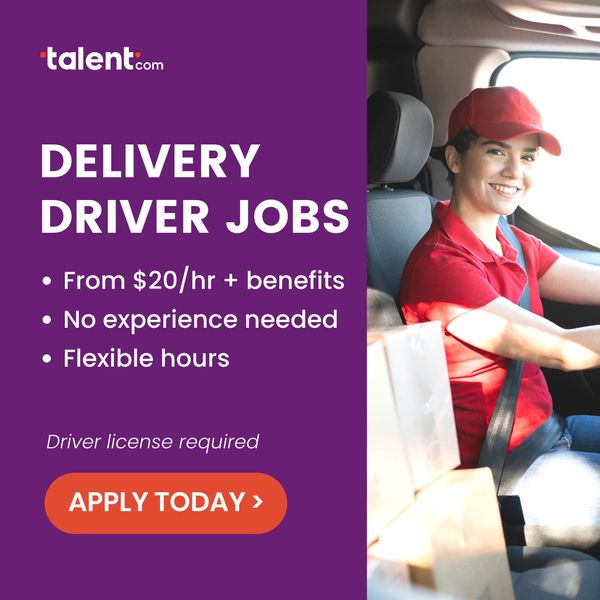 talent.com
DELIVERY
DRIVER JOBS
• From $20/hr + benefits
• No experience needed
• Flexible hours
Driver license required
APPLY TODAY >